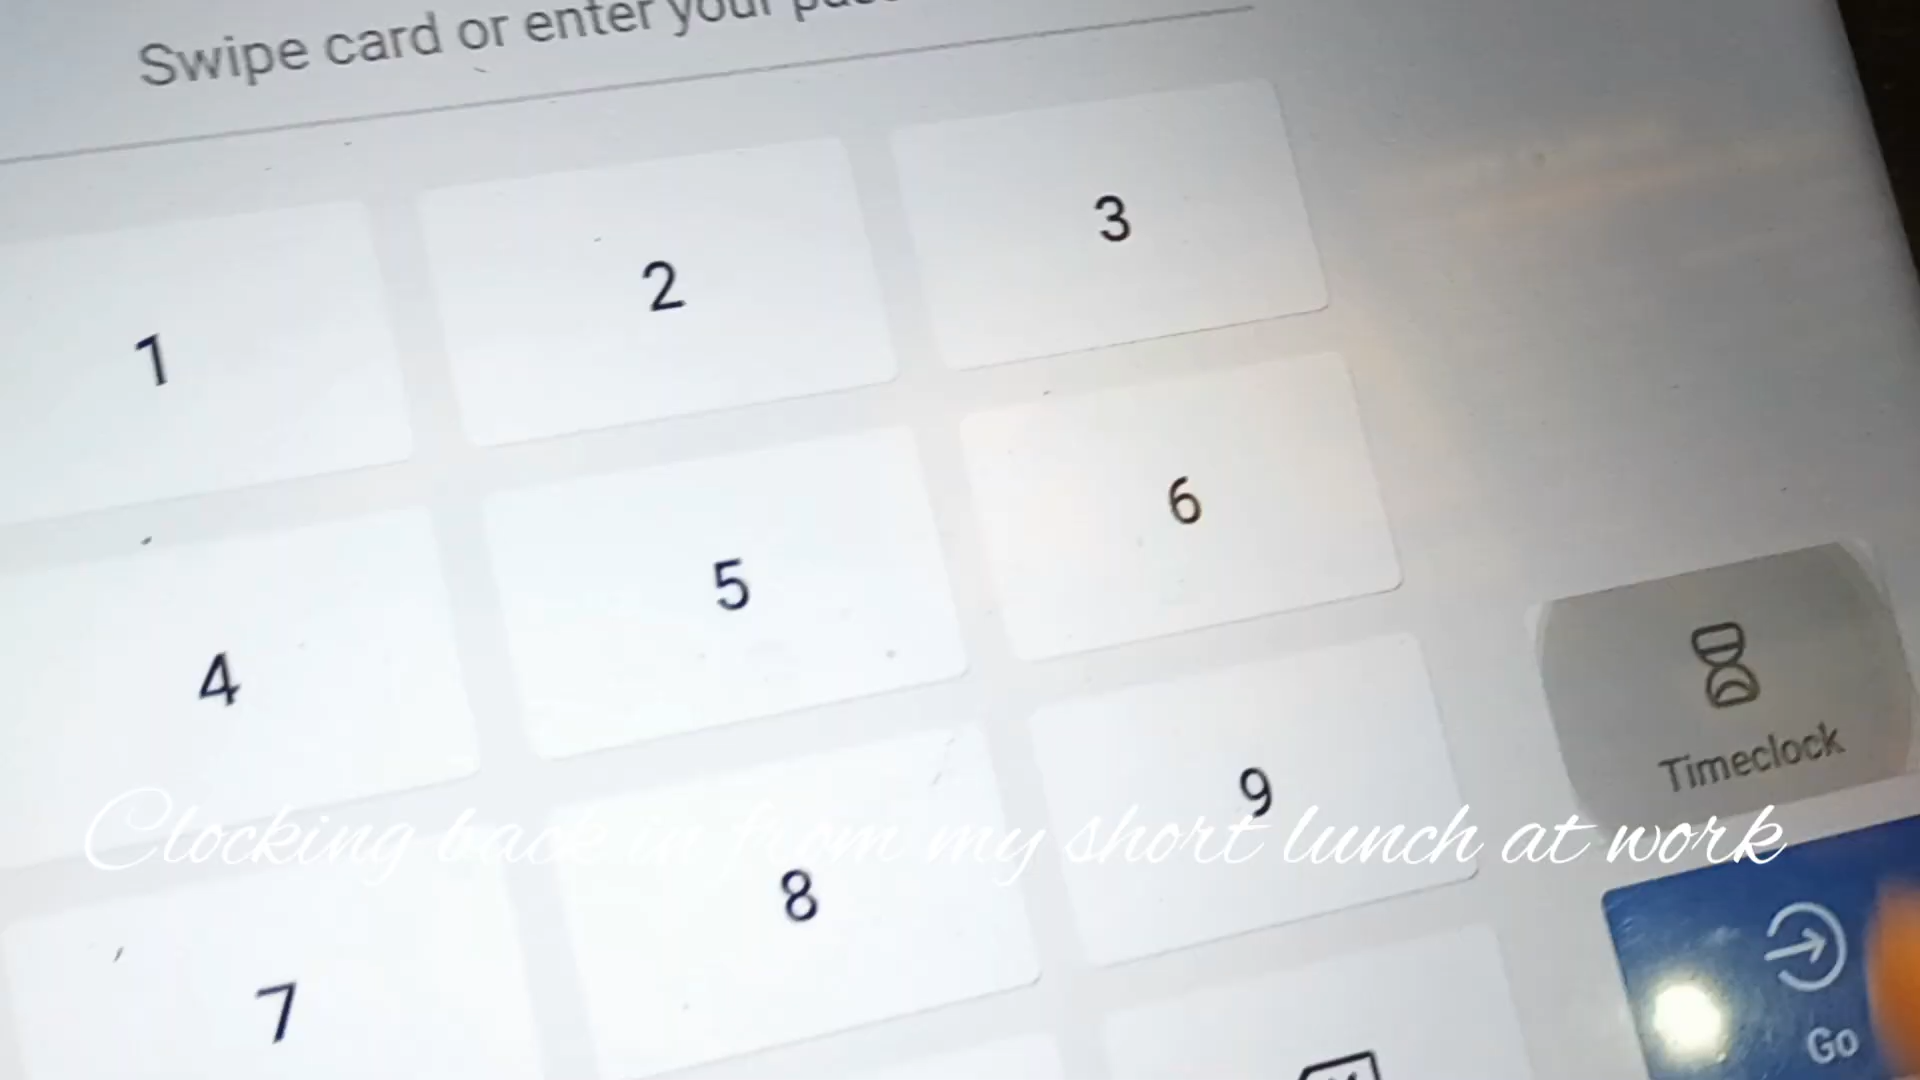 Swipe card or enter your
1 2 3
4 5 6
Timeclock
7 8 9
Clocking back in from my short lunch at work
Go